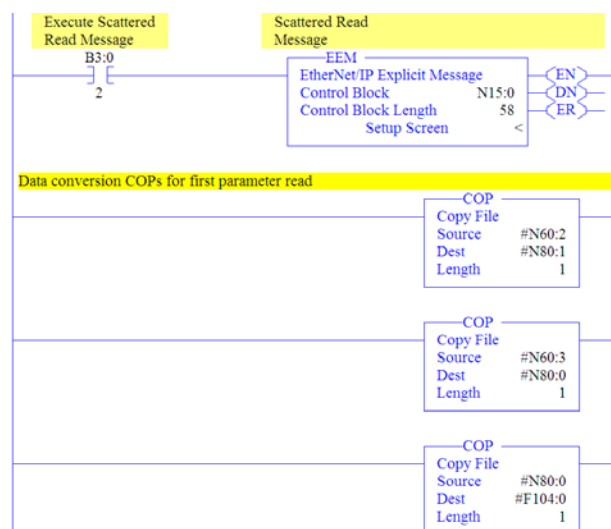 Execute Scattered
Read Message
Scattered Read
Message
B3:0
2
EEM
EtherNet/IP Explicit Message
Control Block N15:0
Control Block Length 58
Setup Screen <
EN
DN
ER
Data conversion COPs for first parameter read
COP
Copy File
Source #N60:2
Dest #N80:1
Length 1
COP
Copy File
Source #N60:3
Dest #N80:0
Length 1
COP
Copy File
Source #N80:0
Dest #F104:0
Length 1